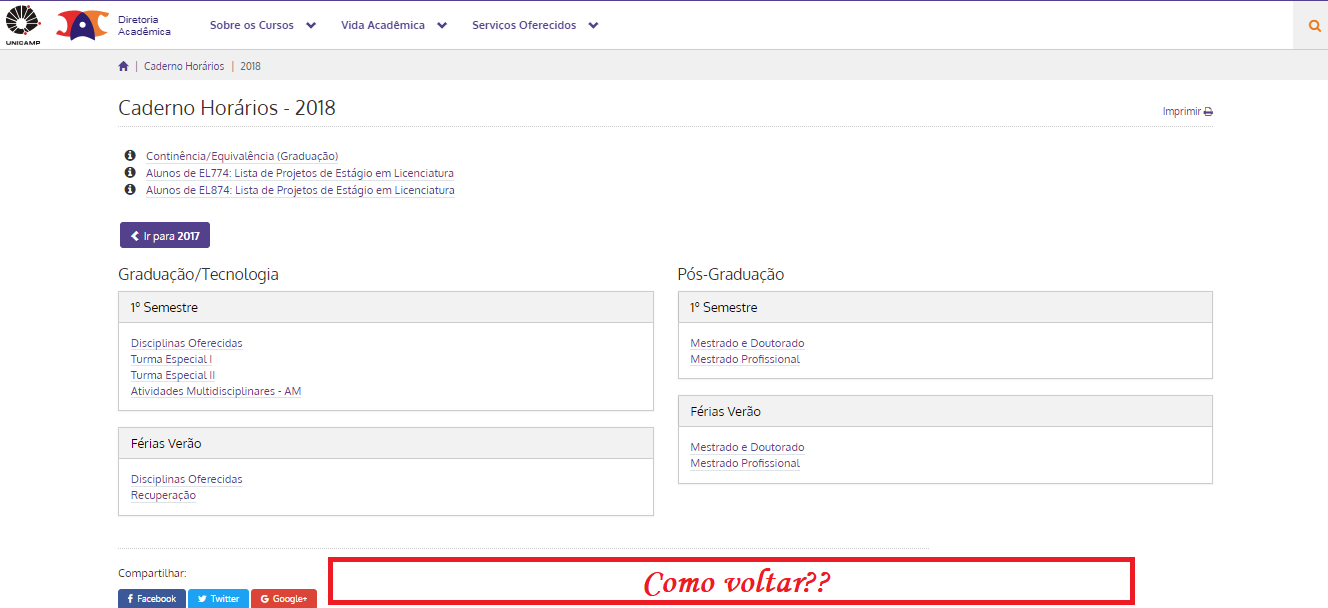 UNICAMP
Diretoria
Acadêmica
Sobre os Cursos
Vida Acadêmica
Serviços Oferecidos
| Caderno Horários | 2018
Caderno Horários - 2018
Imprimir
Continência/Equivalência (Graduação)
Alunos de EL774: Lista de Projetos de Estágio em Licenciatura
Alunos de EL874: Lista de Projetos de Estágio em Licenciatura
Ir para 2017
Graduação/Tecnologia
1º Semestre
Disciplinas Oferecidas
Turma Especial I
Turma Especial II
Atividades Multidisciplinares - AM
Férias Verão
Disciplinas Oferecidas
Recuperação
Pós-Graduação
1º Semestre
Mestrado e Doutorado
Mestrado Profissional
Férias Verão
Mestrado e Doutorado
Mestrado Profissional
Compartilhar:
Facebook
Twitter
Google+
Como voltar??